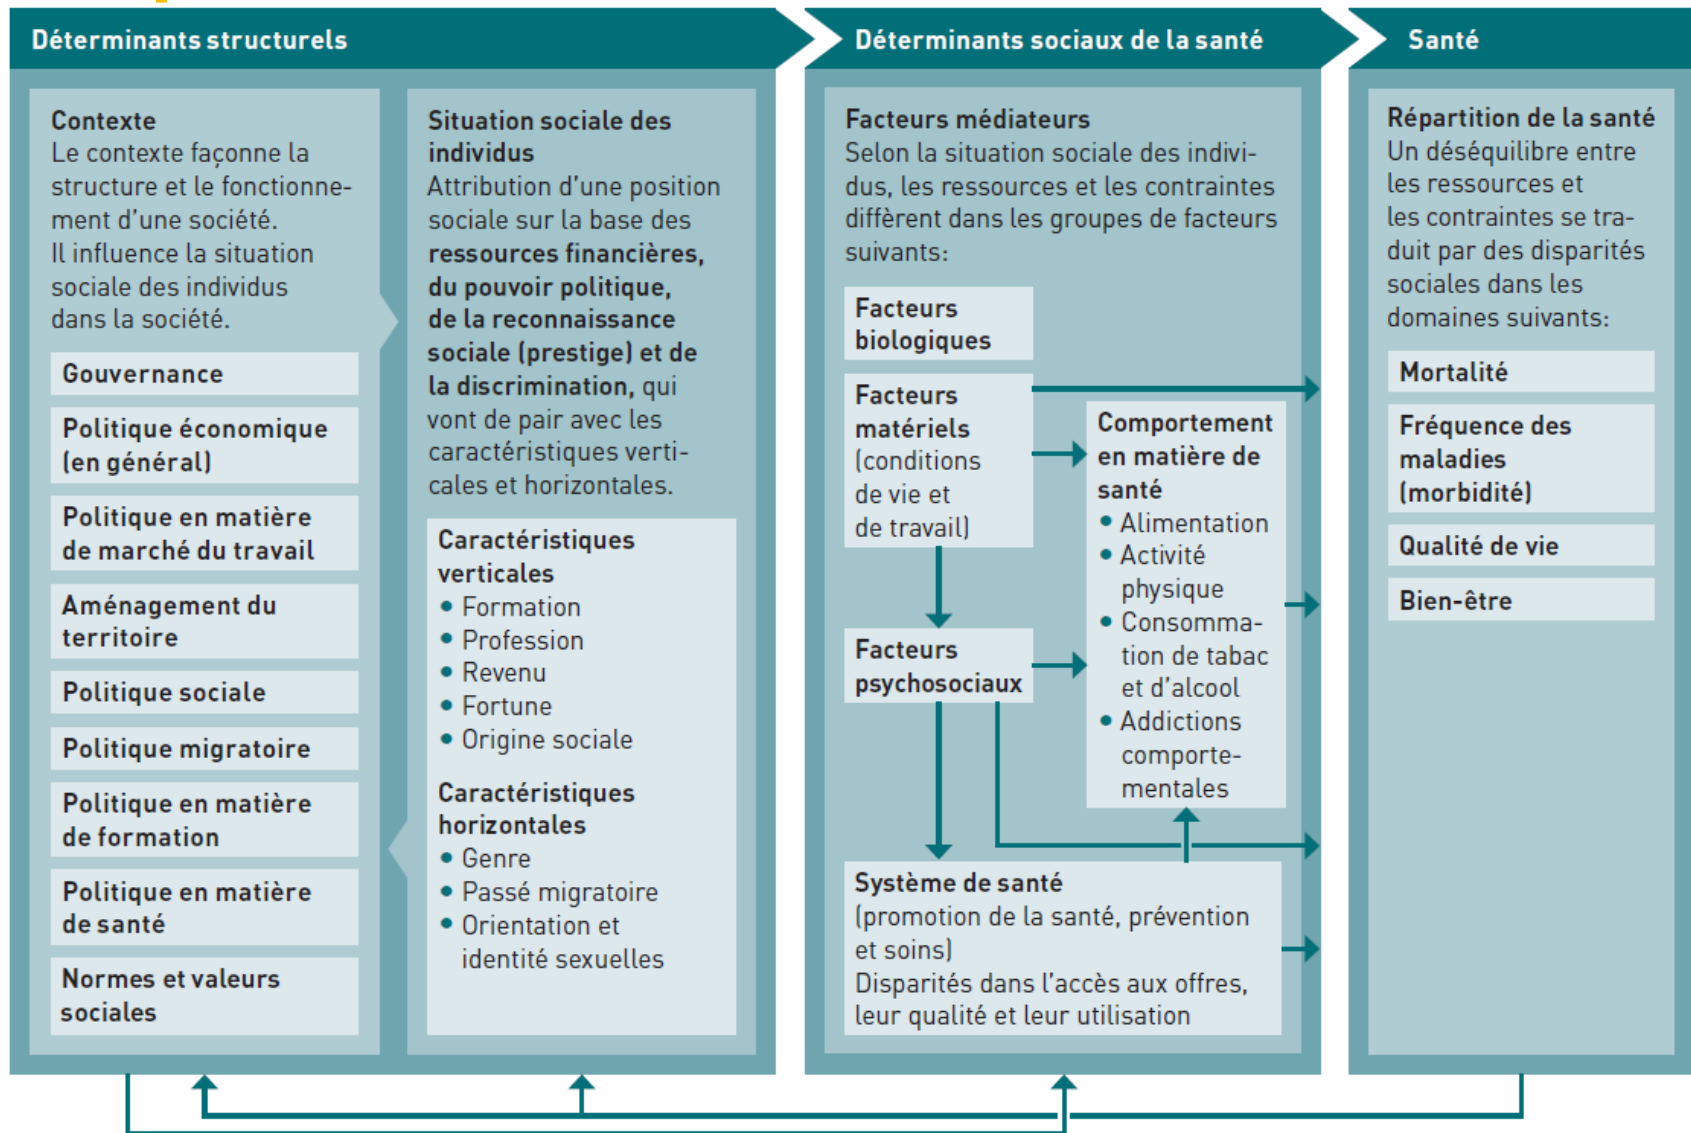 Déterminants structurels
Déterminants sociaux de la santé
Santé
Contexte
Le contexte façonne la
structure et le fonctionne-
ment d'une société.
Il influence la situation
sociale des individus
dans la société.
Gouvernance
Politique économique
(en général)
Politique en matière
de marché du travail
Aménagement du
territoire
Politique sociale
Politique migratoire
Politique en matière
de formation
Politique en matière
de santé
Normes et valeurs
sociales
Situation sociale des
individus
Attribution d'une position
sociale sur la base des
ressources financières,
du pouvoir politique,
de la reconnaissance
sociale (prestige) et de
la discrimination, qui
vont de pair avec les
caractéristiques verti-
cales et horizontales.
Caractéristiques
verticales
• Formation
• Profession
• Revenu
• Fortune
• Origine sociale
Caractéristiques
horizontales
• Genre
• Passé migratoire
• Orientation et
identité sexuelles
Facteurs médiateurs
Selon la situation sociale des indivi-
dus, les ressources et les contraintes
diffèrent dans les groupes de facteurs
suivants:
Facteurs
biologiques
Facteurs
matériels
(conditions
de vie et
de travail)
Facteurs
psychosociaux
Comportement
en matière de
santé
• Alimentation
• Activité
physique
• Consomma-
tion de tabac
et d'alcool
• Addictions
comporte-
mentales
Système de santé
(promotion de la santé, prévention
et soins)
Disparités dans l'accès aux offres,
leur qualité et leur utilisation
Répartition de la santé
Un déséquilibre entre
les ressources et
les contraintes se tra-
duit par des disparités
sociales dans les
domaines suivants:
Mortalité
Fréquence des
maladies
(morbidité)
Qualité de vie
Bien-être